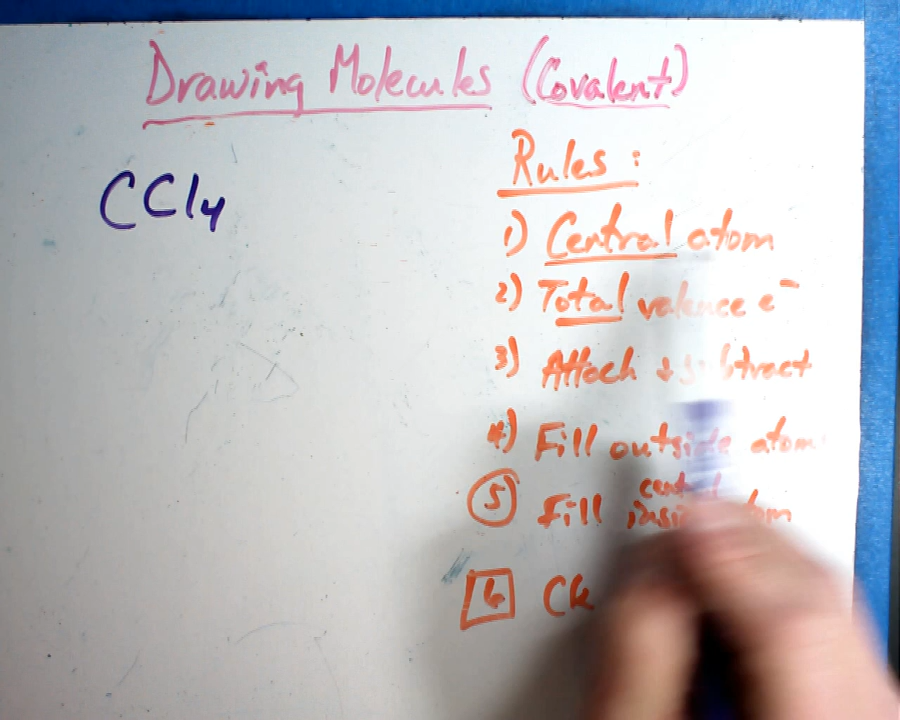 Drawing Molecules (Covalent)
CCl4
Rules:
1) Central atom
2) Total valence e⁻
3) Attach & subtract
4) Fill outside atom
central
5) Fill inside atom
6